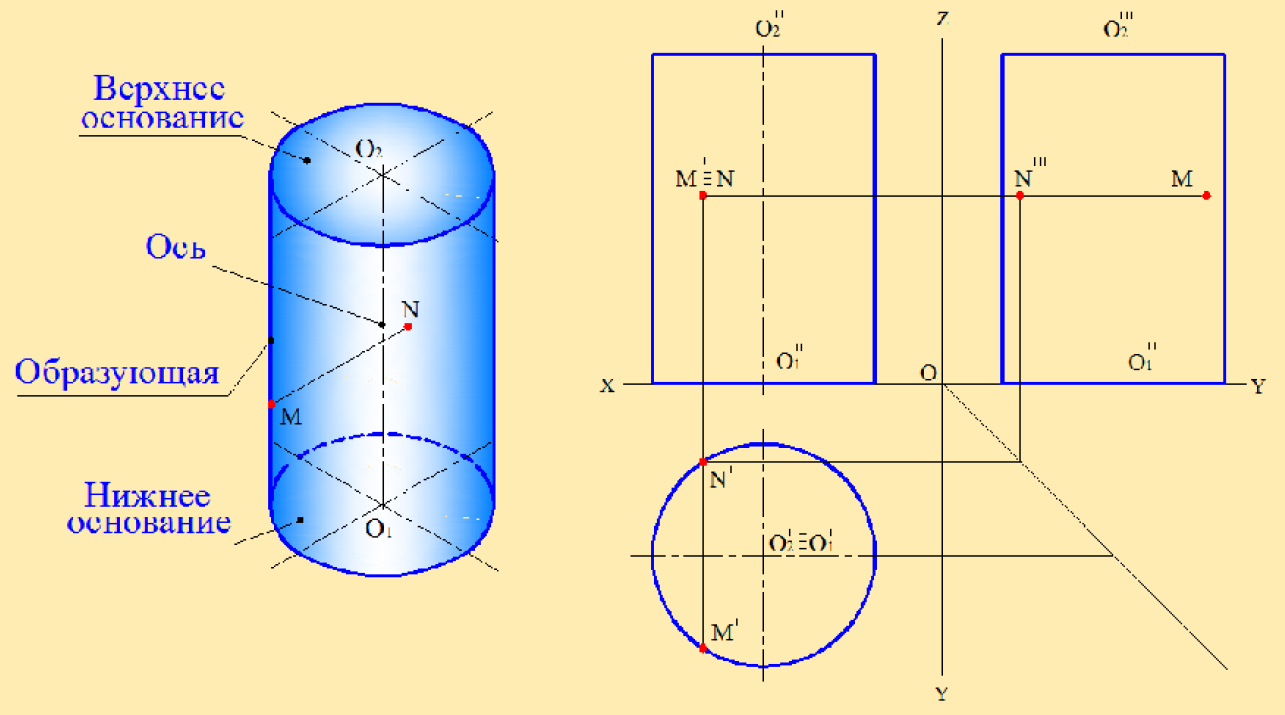 Верхнее
основание
O₂
Ось
N
Образующая
M
Нижнее
основание
O₁
O₂''
Z
O₂'''
M'≡N
N'''
M
O₁''
O₁''
X
O
Y
N'
O₂'≡O₁'
M'
Y